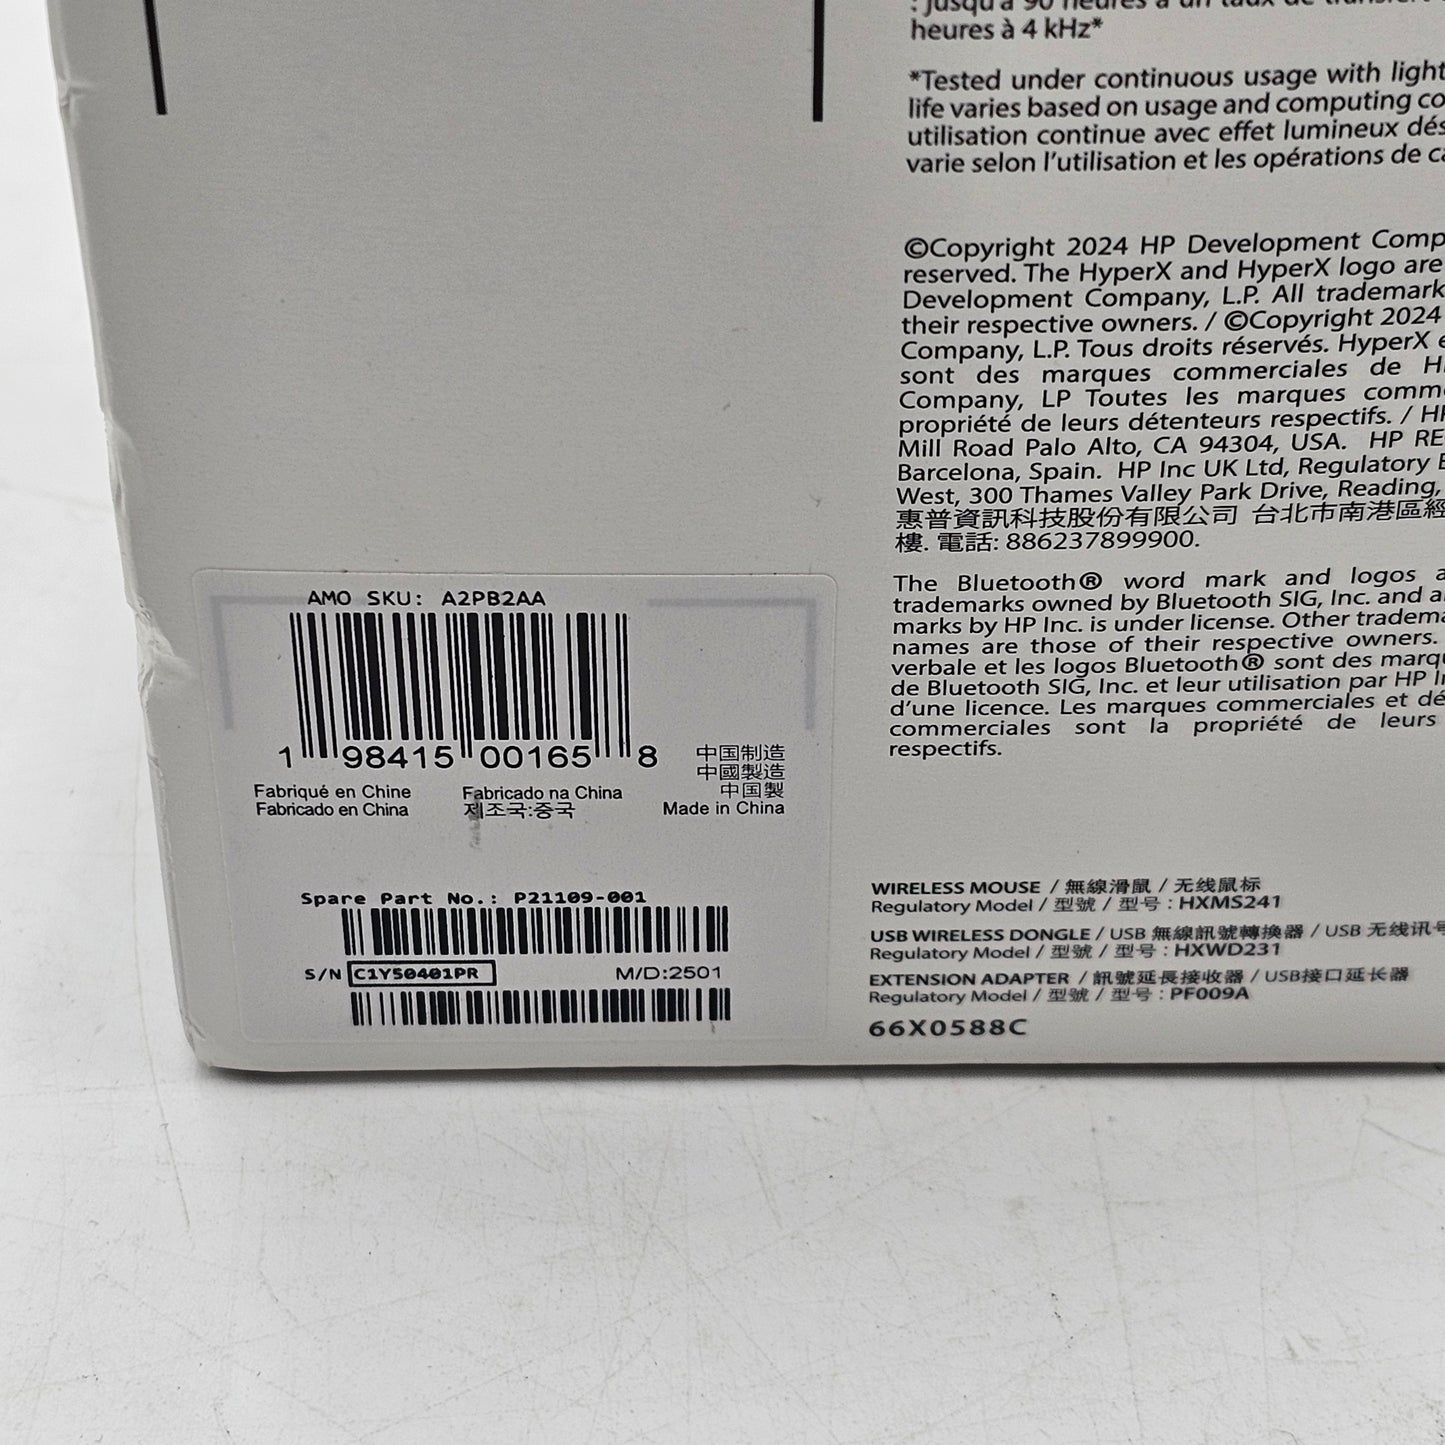 : Jusqu'à 90 heures à un taux de
heures à 4 kHz*
*Tested under continuous usage with light
life varies based on usage and computing
utilisation continue avec effet lumineux
varie selon l'utilisation et les opérations de
©Copyright 2024 HP Development
reserved. The HyperX and HyperX logo are
Development Company, L.P. All
their respective owners. / ©Copyright 2024
Company, L.P. Tous droits réservés. HyperX
sont des marques commerciales de
Company, LP Toutes les marques
propriété de leurs détenteurs respectifs. /
Mill Road Palo Alto, CA 94304, USA. HP
Barcelona, Spain. HP Inc UK Ltd, Regulatory
West, 300 Thames Valley Park Drive, Reading,
惠普資訊科技股份有限公司 台北市南港區經
樓. 電話: 886237899900.
The Bluetooth® word mark and logos
trademarks owned by Bluetooth SIG, Inc. and
marks by HP Inc. is under license. Other
names are those of their respective owners.
verbale et les logos Bluetooth® sont des
de Bluetooth SIG, Inc. et leur utilisation par HP
d'une licence. Les marques commerciales et
commerciales sont la propriété de leurs
respectifs.
AMO SKU: A2PB2AA
1 98415 00165 8
中国制造
中國製造
中国製
Made in China
Fabriqué en Chine
Fabricado en China
Fabricado na China
제조국:중국
Spare Part No.: P21109-001
S/N C1Y50401PR M/D:2501
WIRELESS MOUSE / 無線滑鼠 / 无线鼠标
Regulatory Model / 型號 / 型号 : HXMS241
USB WIRELESS DONGLE / USB 無線訊號轉換器 / USB 无线讯号
Regulatory Model / 型號 / 型号 : HXWD231
EXTENSION ADAPTER / 訊號延長接收器 / USB接口延长器
Regulatory Model / 型號 / 型号 : PF009A
66X0588C